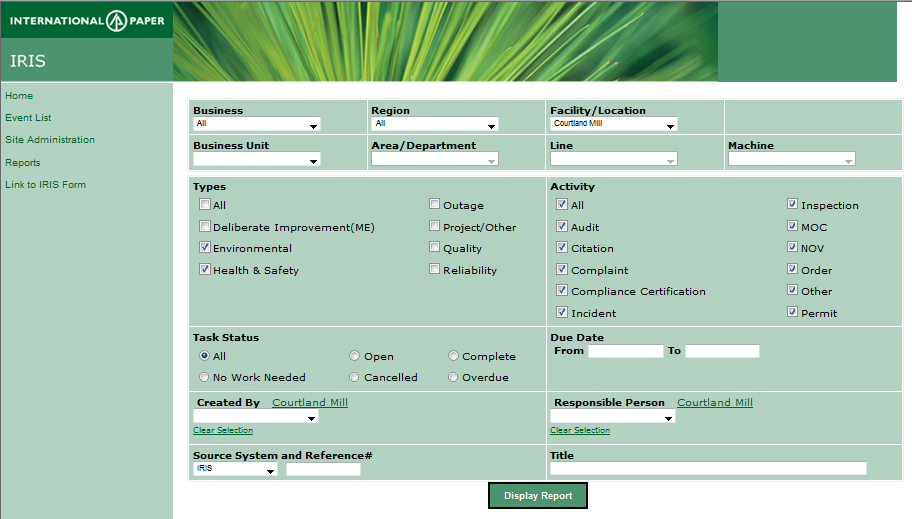 INTERNATIONAL PAPER
IRIS
Home
Event List
Site Administration
Reports
Link to IRIS Form
Business Region Facility/Location
All All Courtland Mill
Business Unit Area/Department Line Machine
Types Activity
All Outage All Inspection
Deliberate Improvement(ME) Project/Other Audit MOC
Environmental Quality Citation NOV
Health & Safety Reliability Complaint Order
Compliance Certification Other
Incident Permit
Task Status Due Date
From To
All Open Complete
No Work Needed Cancelled Overdue
Created By Courtland Mill Responsible Person Courtland Mill
Clear Selection Clear Selection
Source System and Reference# Title
IRIS
Display Report